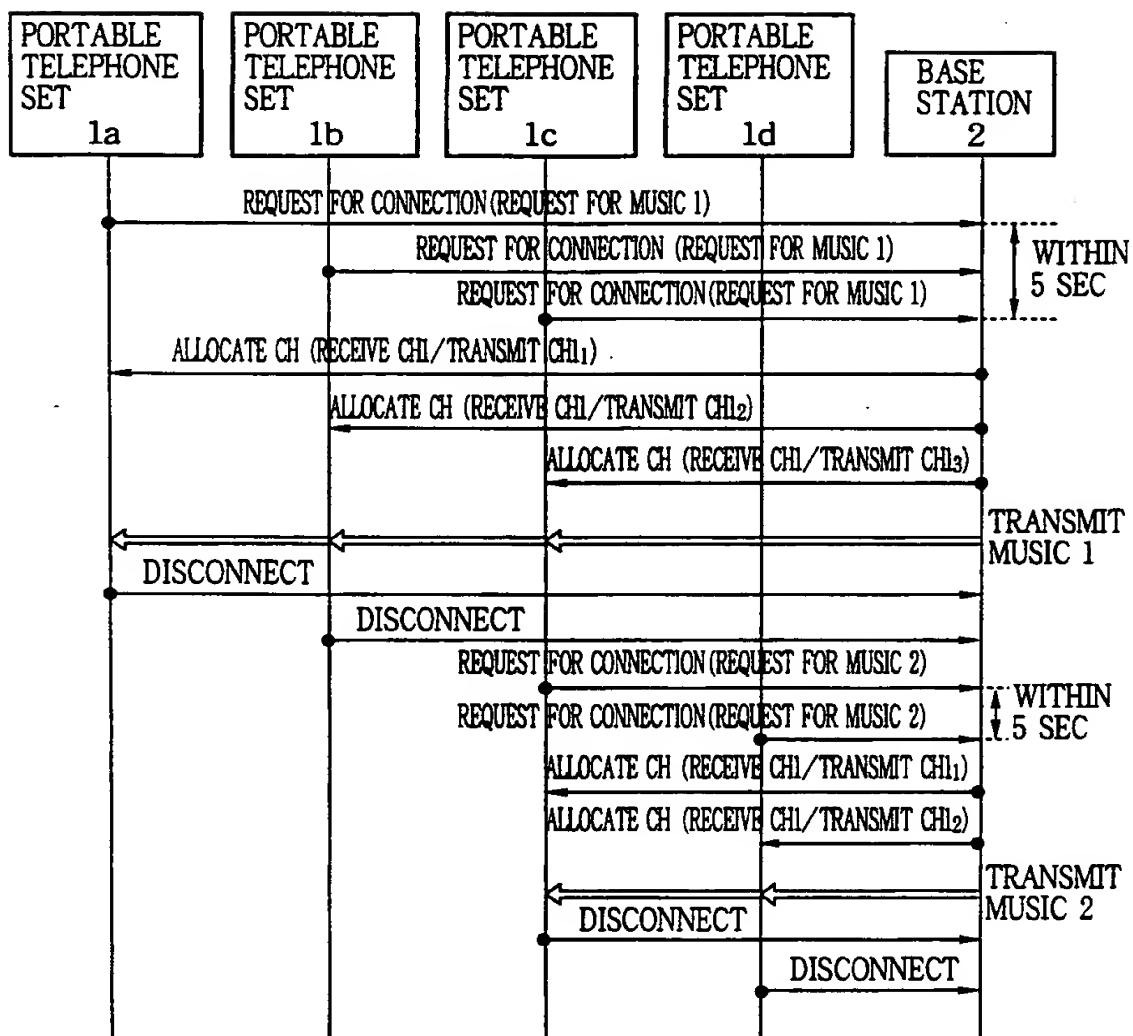 PORTABLE
TELEPHONE
SET
1a
PORTABLE
TELEPHONE
SET
1b
PORTABLE
TELEPHONE
SET
1c
PORTABLE
TELEPHONE
SET
1d
BASE
STATION
2
REQUEST FOR CONNECTION(REQUEST FOR MUSIC 1)
REQUEST FOR CONNECTION (REQUEST FOR MUSIC 1)
REQUEST FOR CONNECTION(REQUEST FOR MUSIC 1)
WITHIN
5 SEC
ALLOCATE CH (RECEIVE CH1/TRANSMIT CH1₁)
ALLOCATE CH (RECEIVE CH1/TRANSMIT CH1₂)
ALLOCATE CH (RECEIVE CH1/TRANSMIT CH1₃)
TRANSMIT
MUSIC 1
DISCONNECT
DISCONNECT
REQUEST FOR CONNECTION(REQUEST FOR MUSIC 2)
REQUEST FOR CONNECTION(REQUEST FOR MUSIC 2)
WITHIN
5 SEC
ALLOCATE CH (RECEIVE CH1/TRANSMIT CH1₁)
ALLOCATE CH (RECEIVE CH1/TRANSMIT CH1₂)
TRANSMIT
MUSIC 2
DISCONNECT
DISCONNECT